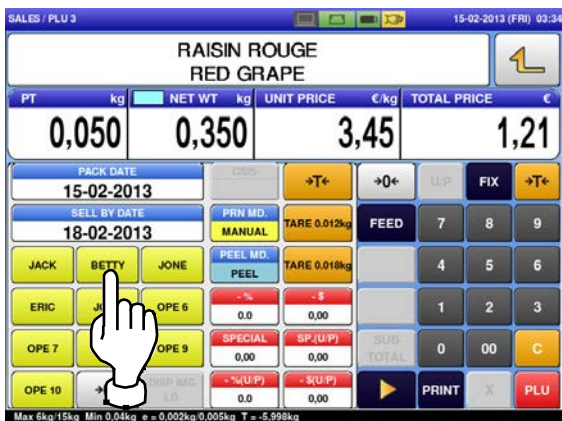 SALES / PLU 3 15-02-2013 (FRI) 03:34
RAISIN ROUGE
RED GRAPE
PT kg NET WT kg UNIT PRICE €/kg TOTAL PRICE €
0,050 0,350 3,45 1,21
PACK DATE
15-02-2013
CSIS →T← →0← U/P FIX →T←
SELL BY DATE
18-02-2013
PRN MD.
MANUAL
TARE 0.012kg FEED 7 8 9
JACK BETTY JONE
PEEL MD.
PEEL
TARE 0.018kg 4 5 6
ERIC OPE 6
- %
0.0
- $
0,00
1 2 3
OPE 7 OPE 9
SPECIAL
0,00
SP.(U/P)
0,00
SUB
TOTAL
0 00 C
OPE 10 DISP IMG
- %(U/P)
0.0
- $(U/P)
0,00
PRINT X PLU
Max 6kg/15kg Min 0,04kg e = 0,002kg/0,005kg T = -5,998kg